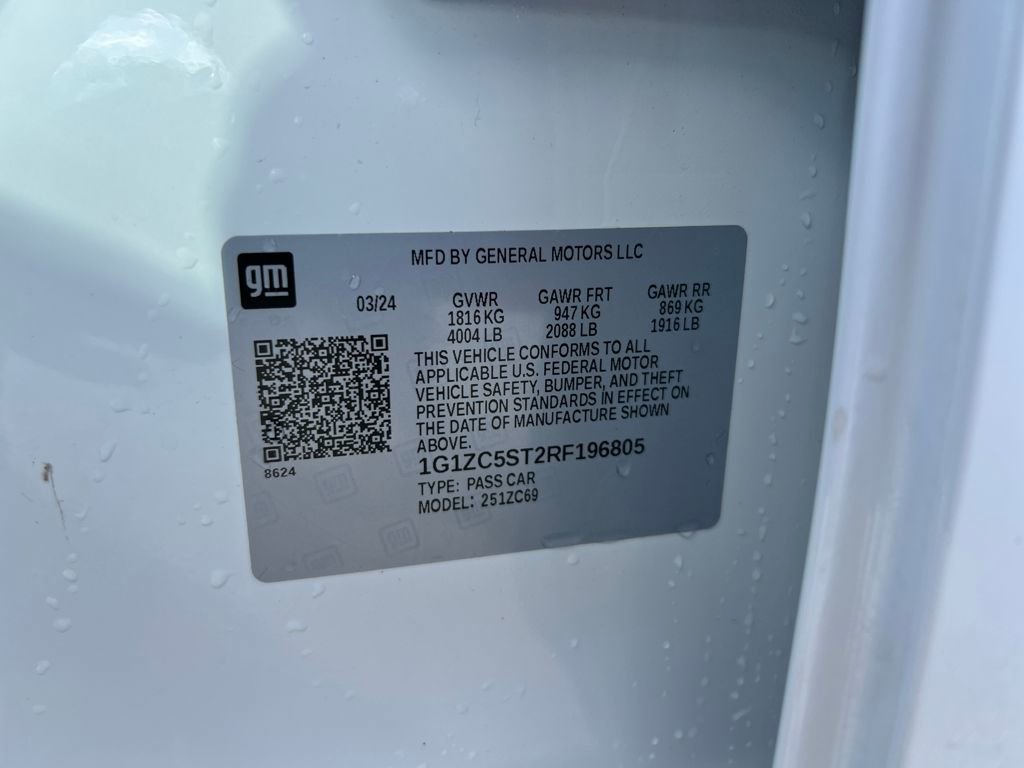 gm
MFD BY GENERAL MOTORS LLC
03/24
GVWR
1816 KG
4004 LB
GAWR FRT
947 KG
2088 LB
GAWR RR
869 KG
1916 LB
THIS VEHICLE CONFORMS TO ALL
APPLICABLE U.S. FEDERAL MOTOR
VEHICLE SAFETY, BUMPER, AND THEFT
PREVENTION STANDARDS IN EFFECT ON
THE DATE OF MANUFACTURE SHOWN
ABOVE.
8624
1G1ZC5ST2RF196805
TYPE: PASS CAR
MODEL: 251ZC69